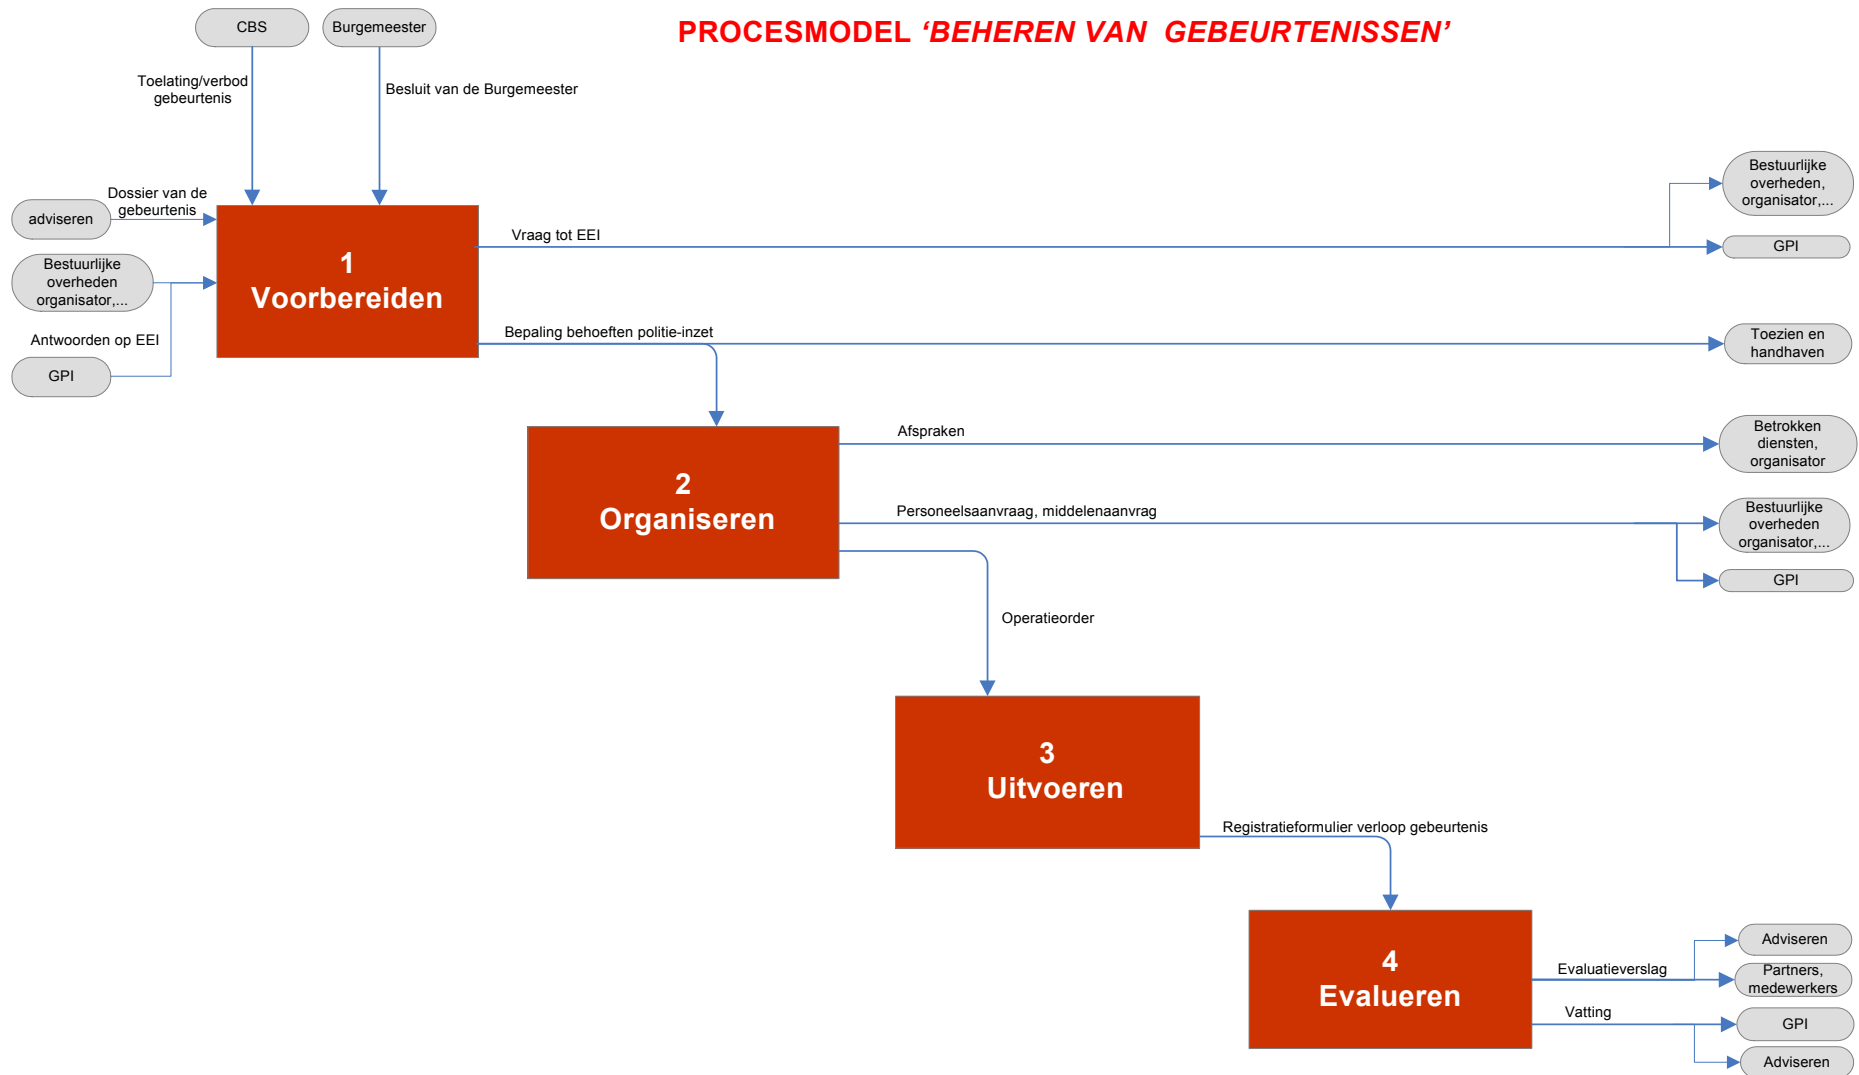 CBS
Burgemeester
PROCESMODEL ‘BEHEREN VAN GEBEURTENISSEN’
Toelating/verbod
gebeurtenis
Besluit van de Burgemeester
Dossier van de
gebeurtenis
adviseren
Bestuurlijke
overheden
organisator,...
Antwoorden op EEI
GPI
1
Voorbereiden
Vraag tot EEI
Bestuurlijke
overheden,
organisator,...
GPI
Bepaling behoeften politie-inzet
Toezien en
handhaven
2
Organiseren
Afspraken
Betrokken
diensten,
organisator
Personeelsaanvraag, middelenaanvrag
Bestuurlijke
overheden
organisator,...
GPI
Operatieorder
3
Uitvoeren
Registratieformulier verloop gebeurtenis
4
Evalueren
Evaluatieverslag
Adviseren
Partners,
medewerkers
Vatting
GPI
Adviseren